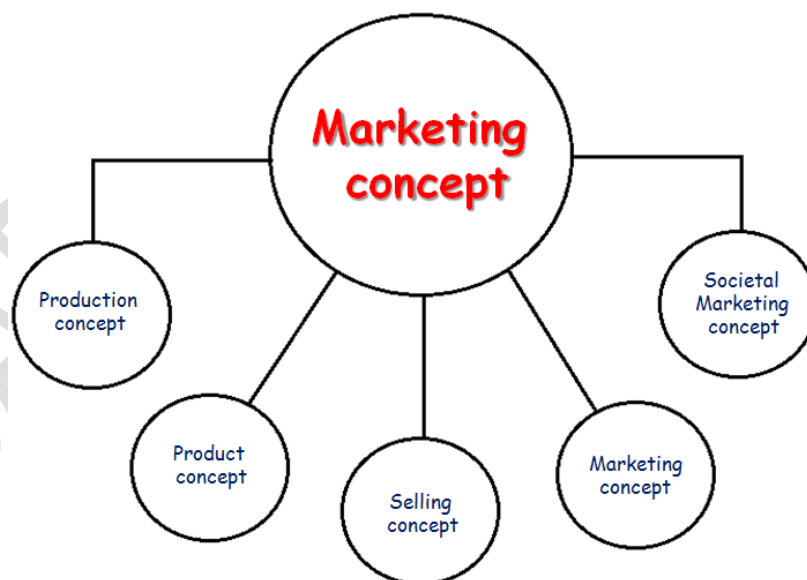 Marketing
concept
Production
concept
Product
concept
Selling
concept
Marketing
concept
Societal
Marketing
concept